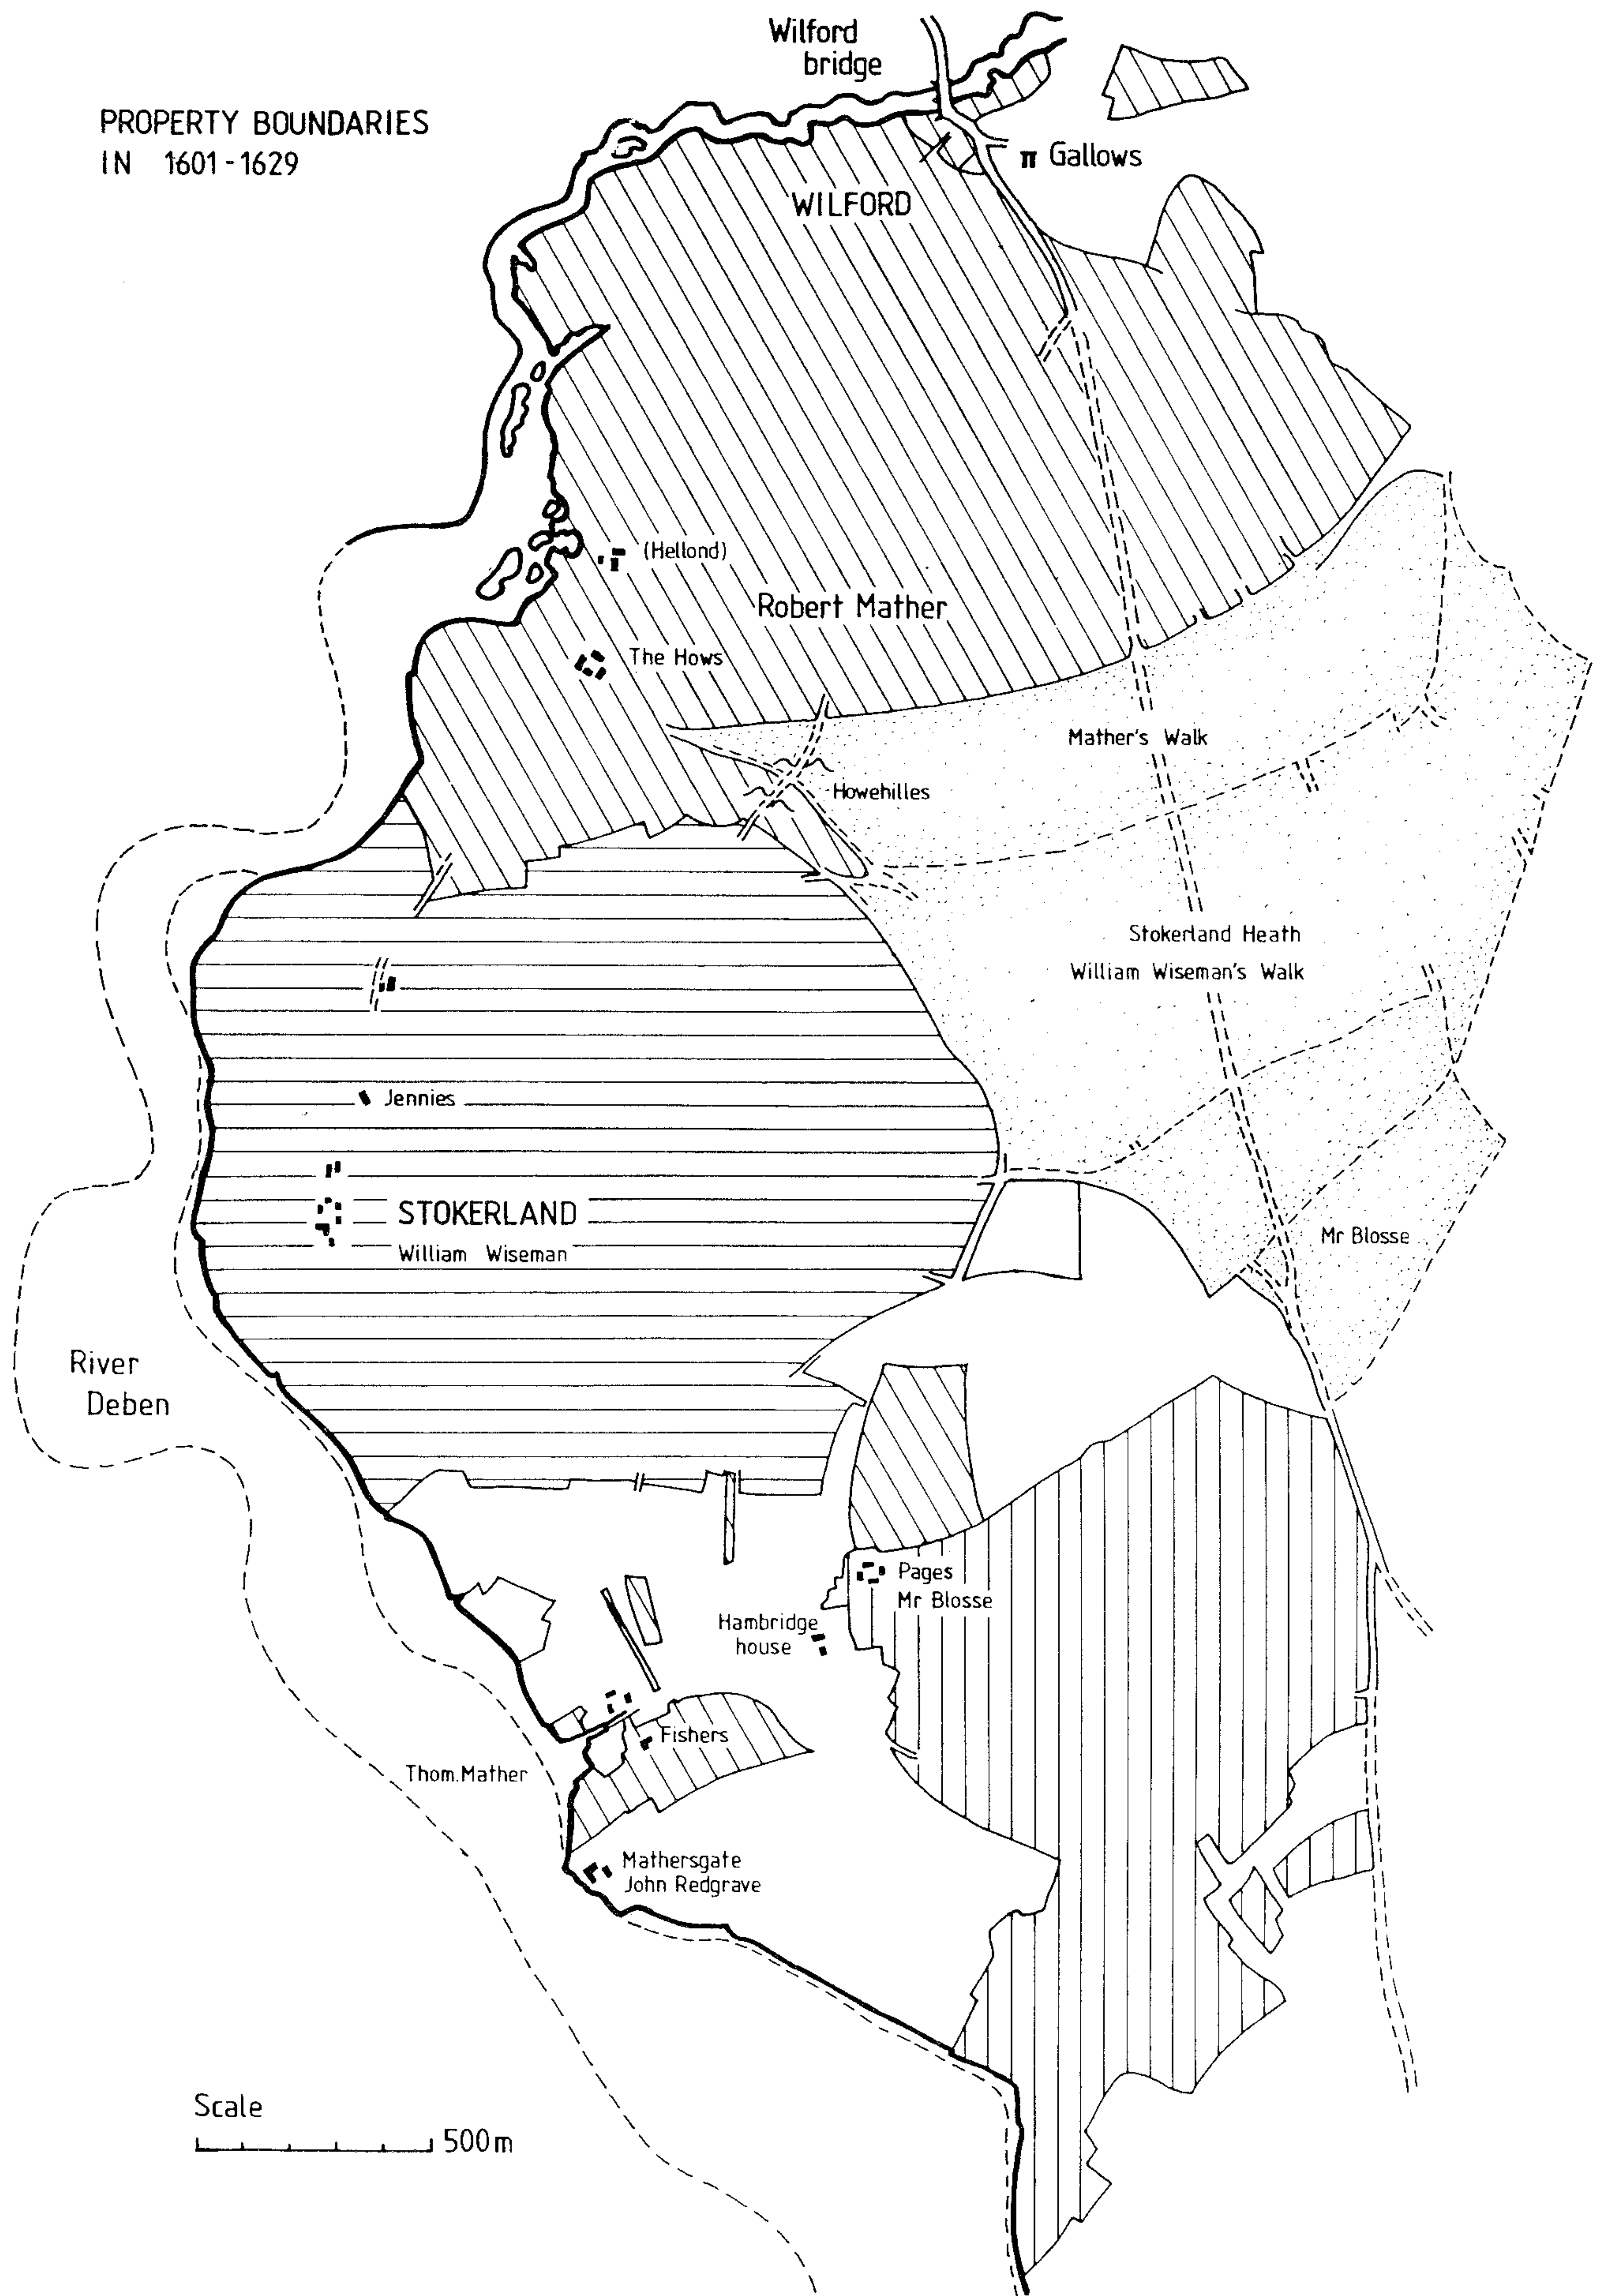 Wilford
bridge
PROPERTY BOUNDARIES
IN 1601-1629
Gallows
WILFORD
(Hellond)
Robert Mather
The Hows
Mather's Walk
Howehilles
Stokerland Heath
William Wiseman's Walk
Jennies
STOKERLAND
William Wiseman
Mr Blosse
River
Deben
Pages
Mr Blosse
Hambridge
house
Fishers
Thom. Mather
Mathersgate
John Redgrave
Scale
500m